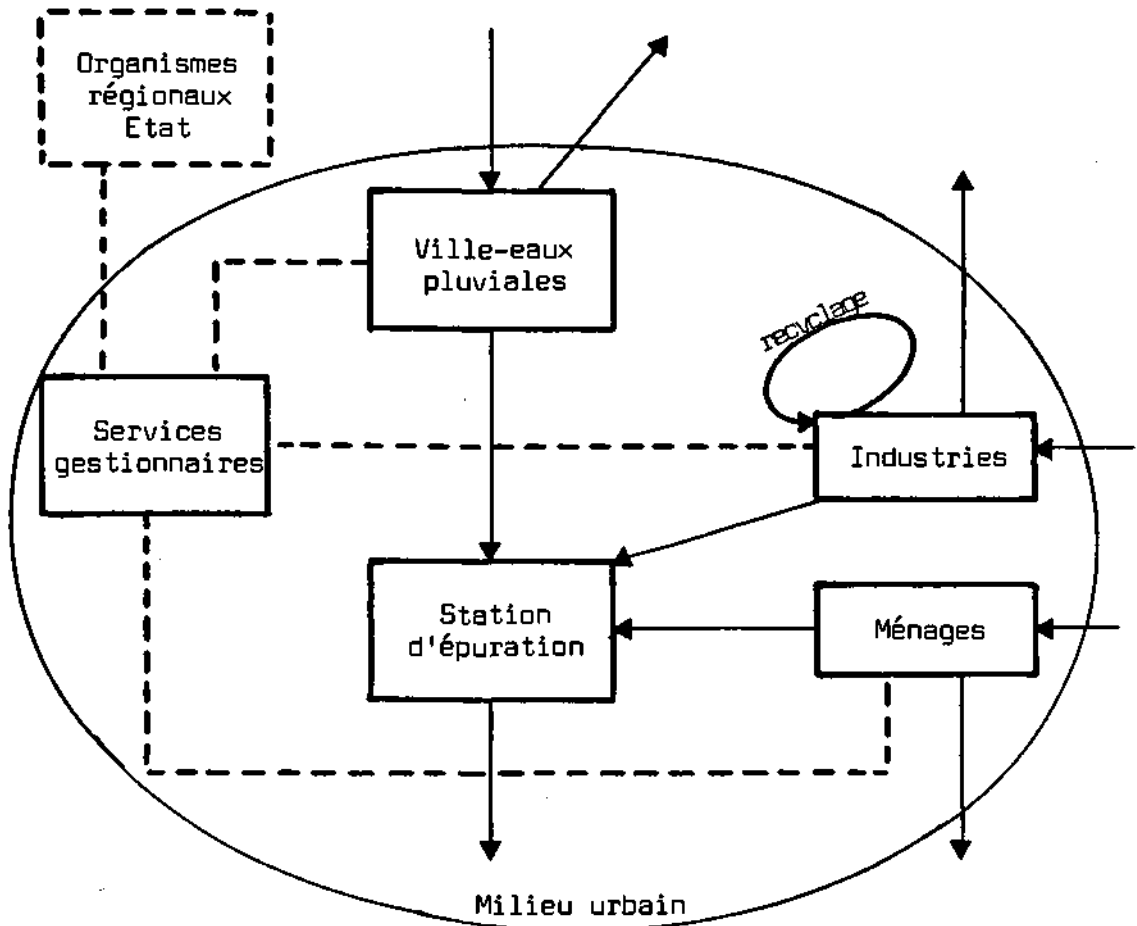 Organismes
régionaux
Etat
Ville-eaux
pluviales
recyclage
Services
gestionnaires
Industries
Station
d'épuration
Ménages
Milieu urbain